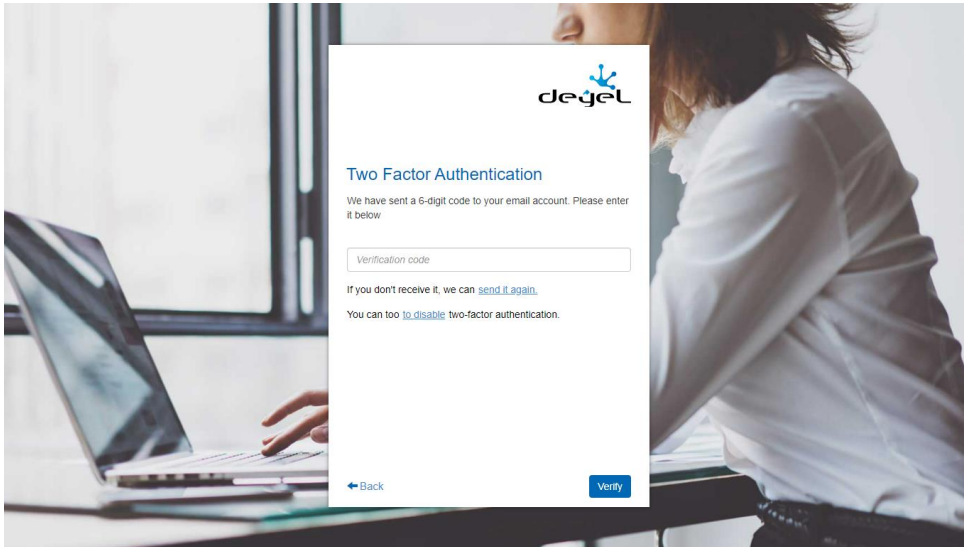 deyel
Two Factor Authentication
We have sent a 6-digit code to your email account. Please enter
it below
Verification code
If you don't receive it, we can send it again.
You can too to disable two-factor authentication.
Back
Verify